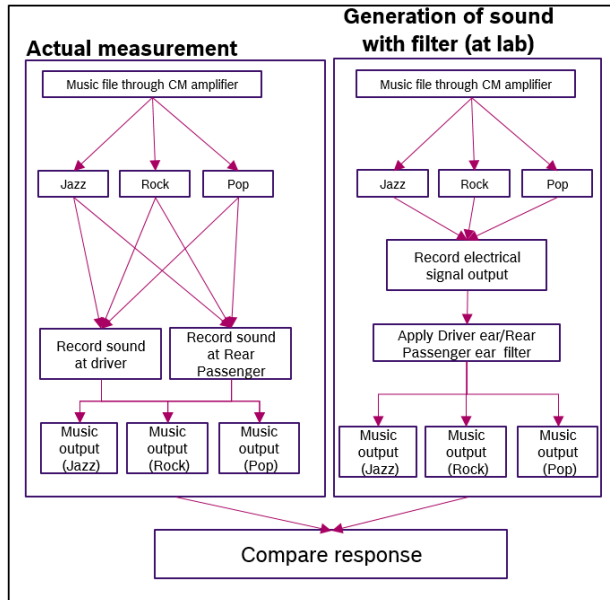 Actual measurement
Music file through CM amplifier
Jazz
Rock
Pop
Record sound
at driver
Record sound
at Rear
Passenger
Music
output
(Jazz)
Music
output
(Rock)
Music
output
(Pop)
Generation of sound
with filter (at lab)
Music file through CM amplifier
Jazz
Rock
Pop
Record electrical
signal output
Apply Driver ear/Rear
Passenger ear filter
Music
output
(Jazz)
Music
output
(Rock)
Music
output
(Pop)
Compare response